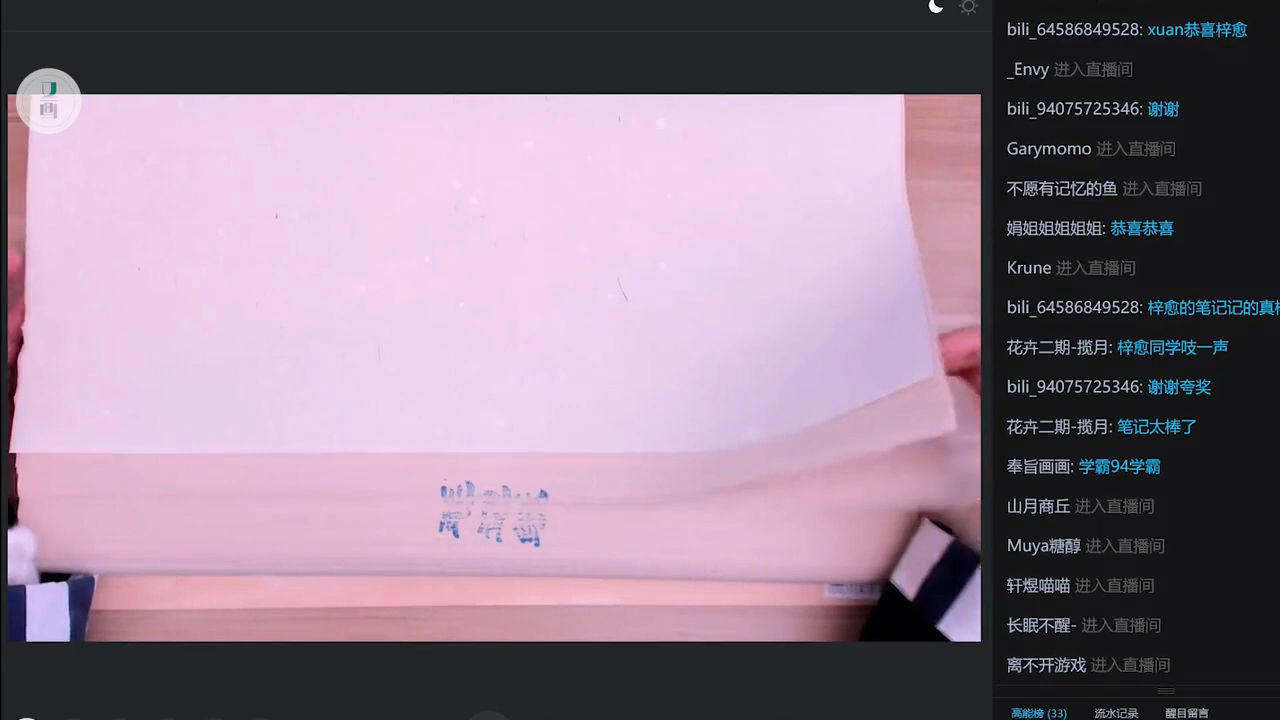 画
bili_64586849528: xuan恭喜梓愈
_Envy 进入直播间
bili_94075725346: 谢谢
Garymomo 进入直播间
不愿有记忆的鱼 进入直播间
娟姐姐姐姐姐: 恭喜恭喜
Krune 进入直播间
bili_64586849528: 梓愈的笔记记的真
花卉二期-揽月: 梓愈同学吱一声
bili_94075725346: 谢谢夸奖
花卉二期-揽月: 笔记太棒了
奉旨画画: 学霸94学霸
山月商丘 进入直播间
Muya糖醇 进入直播间
轩煜喵喵 进入直播间
长眠不醒- 进入直播间
离不开游戏 进入直播间
高能榜 (33) 流水记录 醒目留言